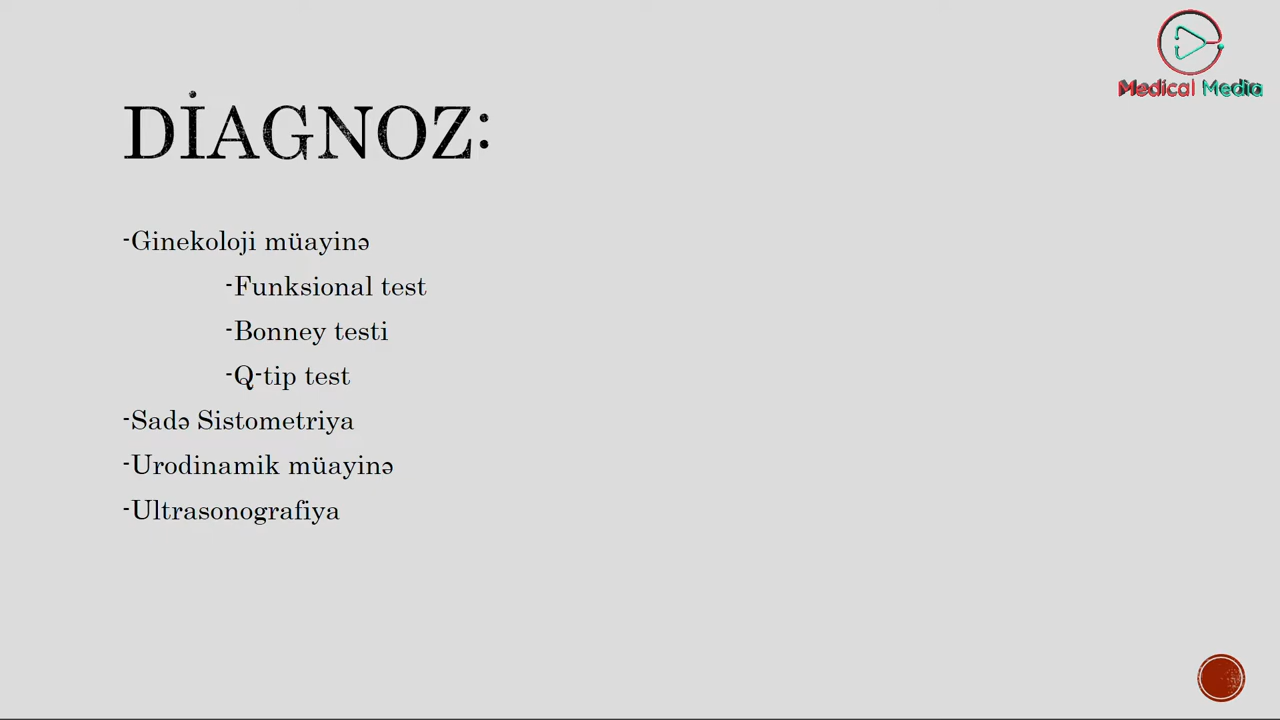 Medical Media
DİAGNOZ:
-Ginekoloji müayinə
-Funksional test
-Bonney testi
-Q-tip test
-Sadə Sistometriya
-Urodinamik müayinə
-Ultrasonografiya